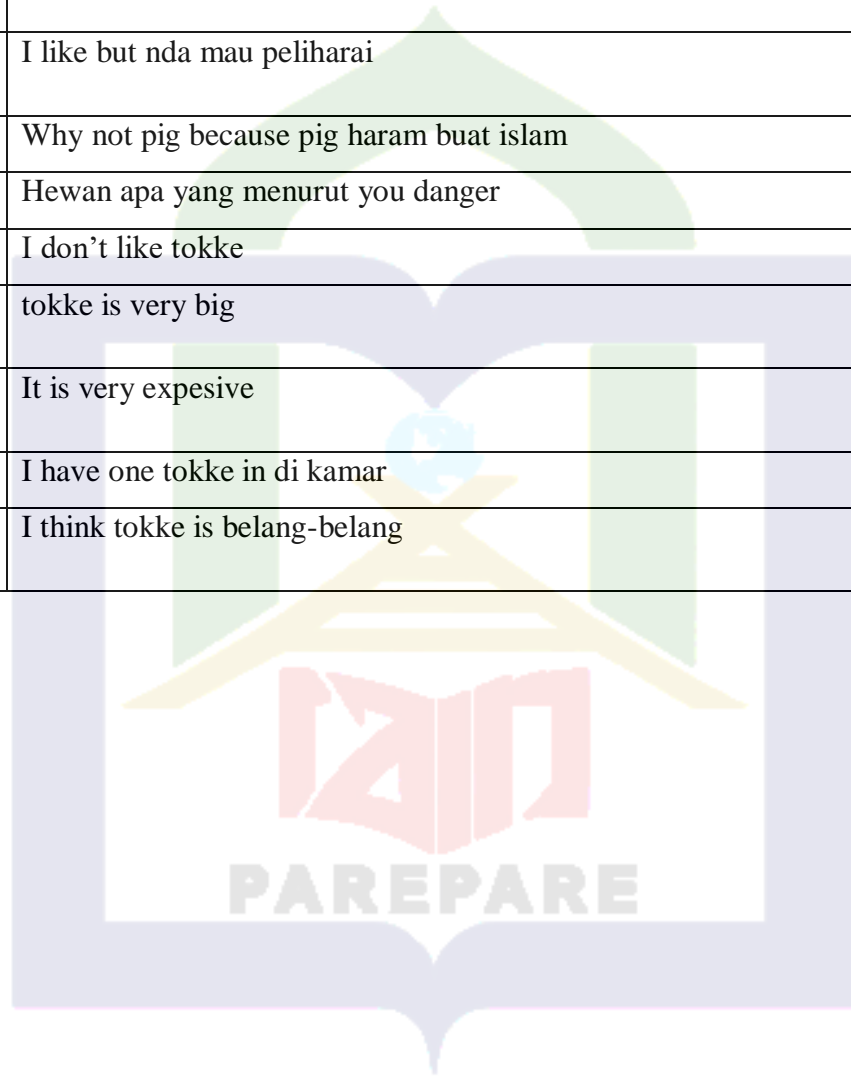 I like but nda mau peliharai
Why not pig because pig haram buat islam
Hewan apa yang menurut you danger
I don’t like tokke
tokke is very big
It is very expesive
I have one tokke in di kamar
I think tokke is belang-belang
iain
PAREPARE